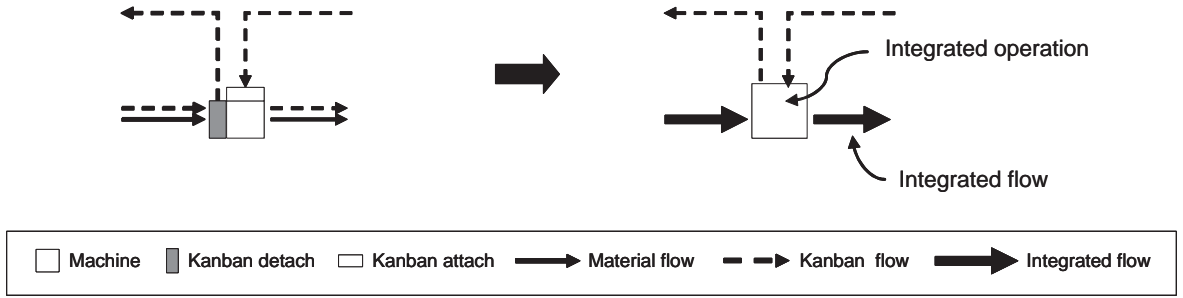 Integrated operation
Integrated flow
Machine Kanban detach Kanban attach Material flow Kanban flow Integrated flow